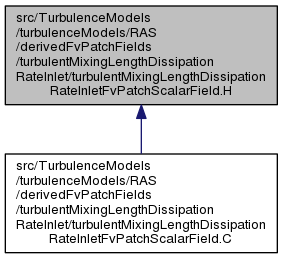 src/TurbulenceModels
/turbulenceModels/RAS
/derivedFvPatchFields
/turbulentMixingLengthDissipation
RateInlet/turbulentMixingLengthDissipation
RateInletFvPatchScalarField.H
src/TurbulenceModels
/turbulenceModels/RAS
/derivedFvPatchFields
/turbulentMixingLengthDissipation
RateInlet/turbulentMixingLengthDissipation
RateInletFvPatchScalarField.C